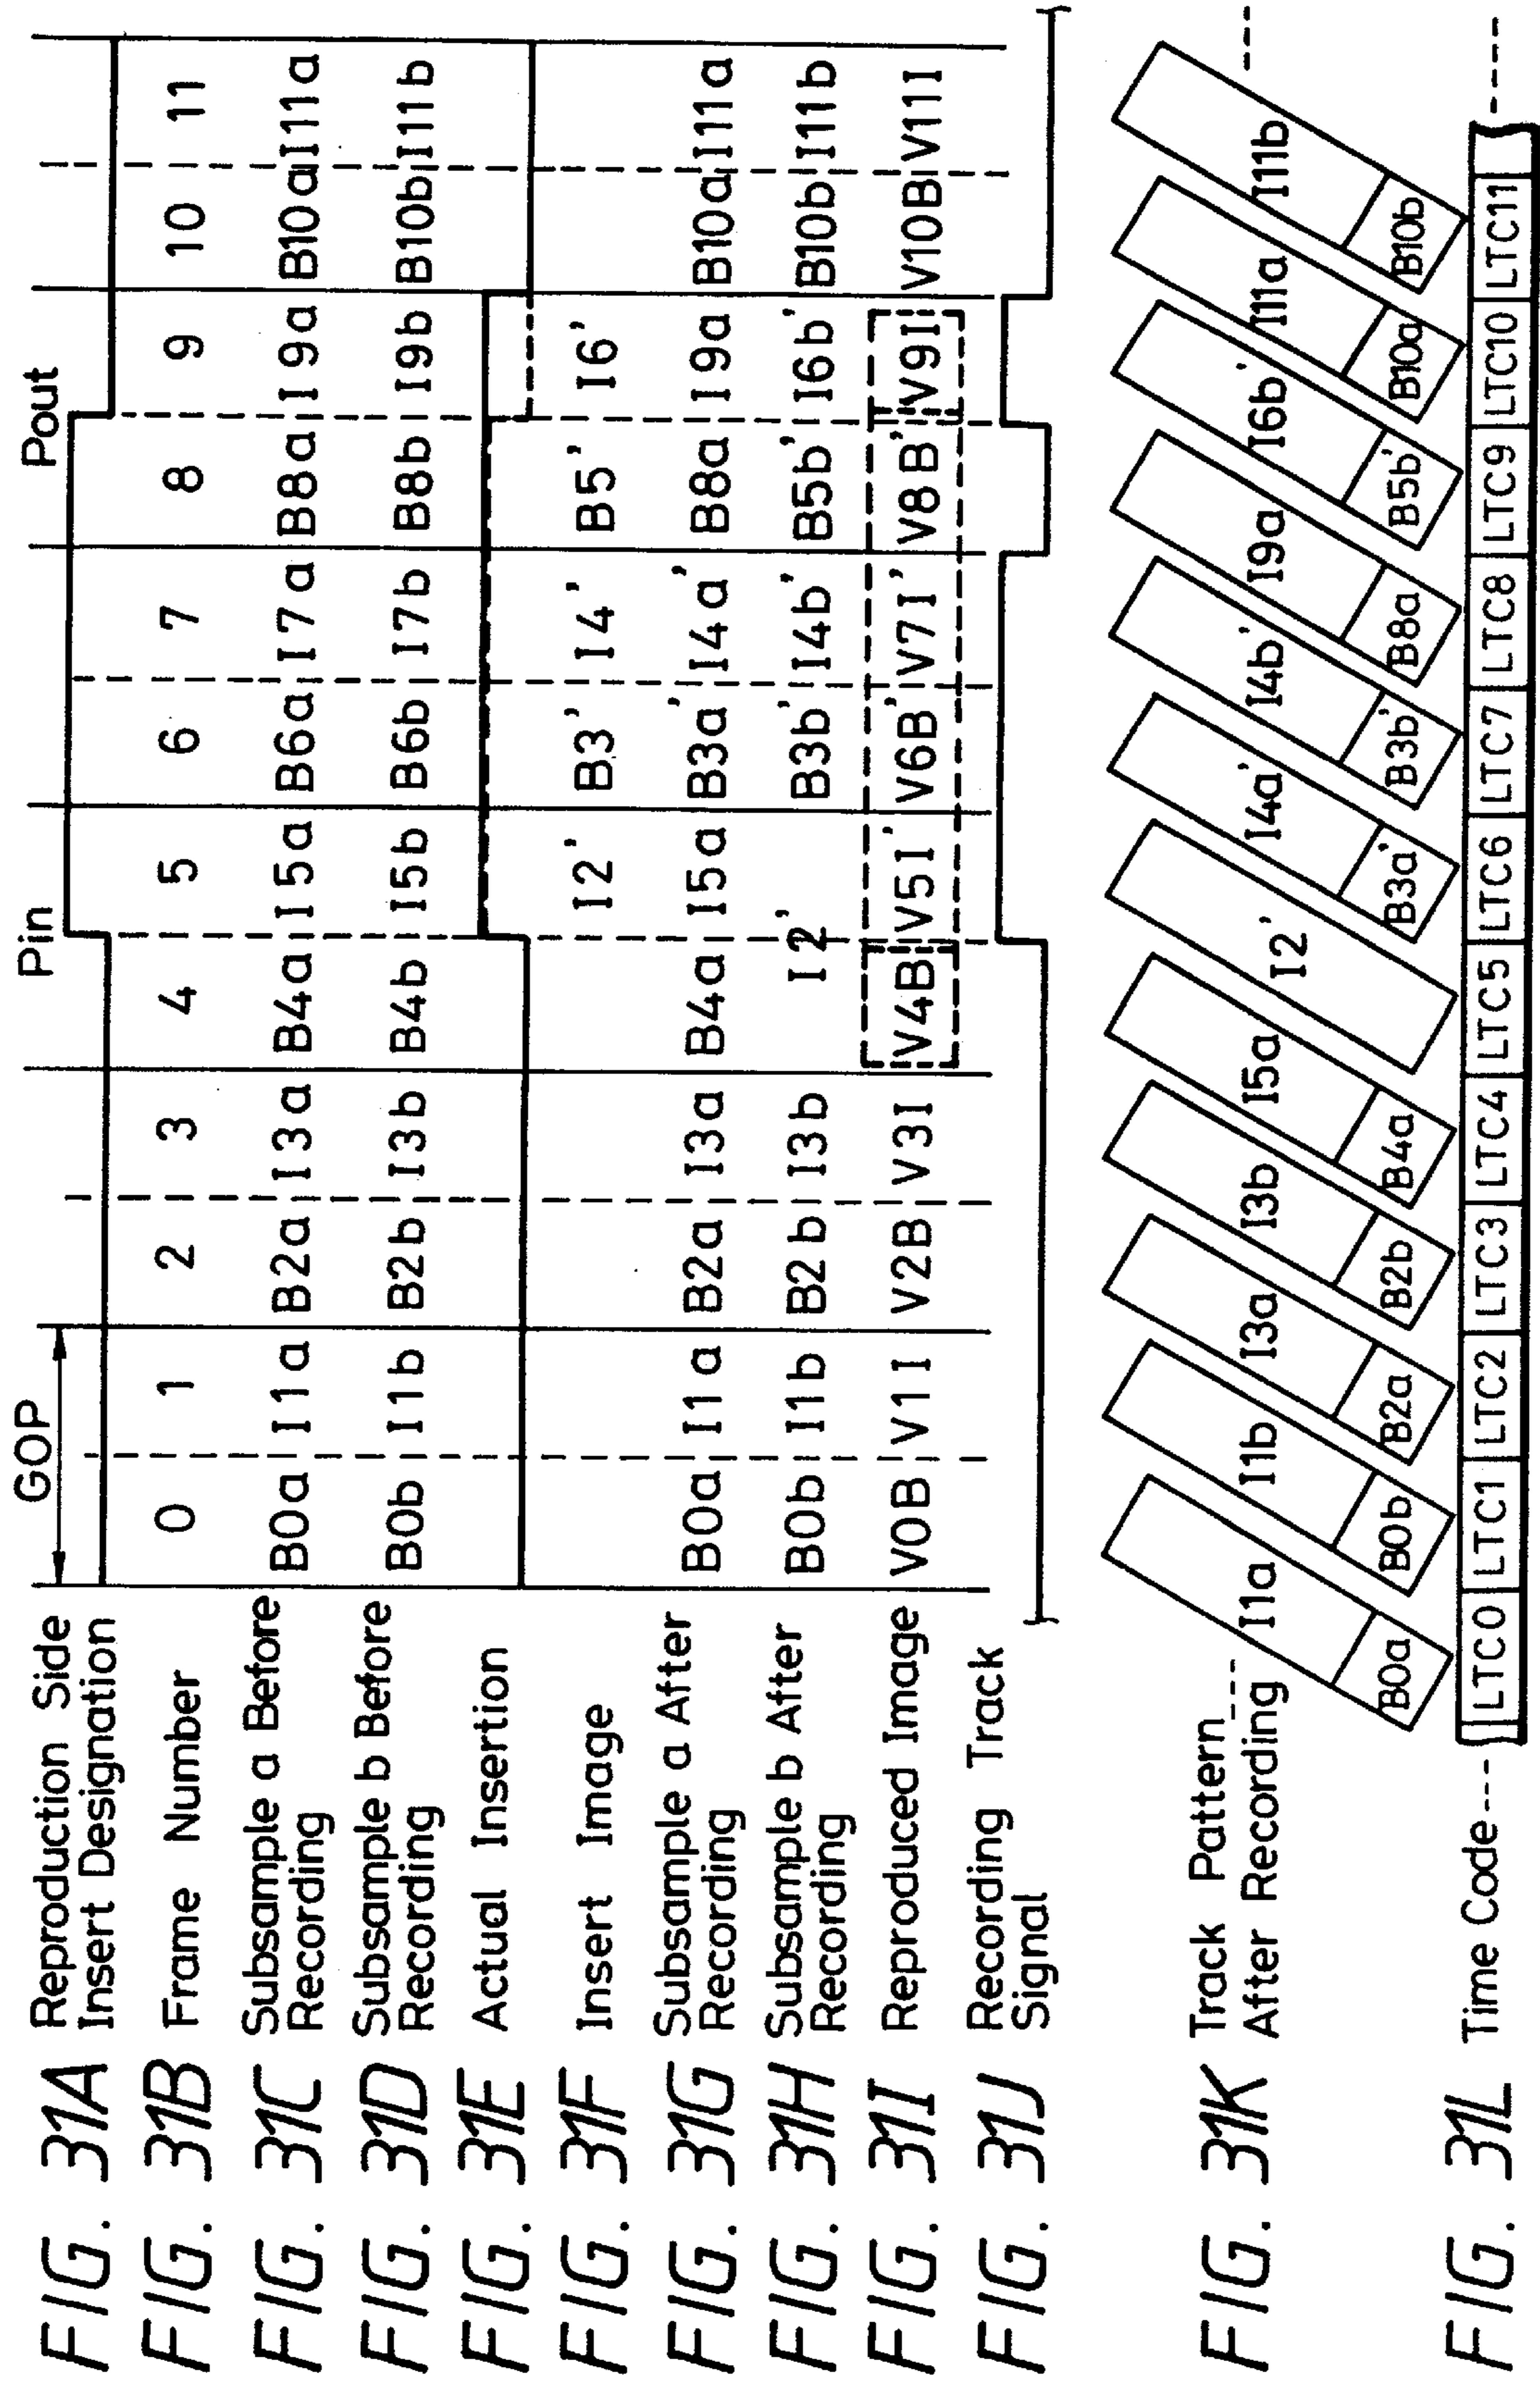 GOP Pin Pout
FIG. 31A Reproduction Side
Insert Designation
FIG. 31B Frame Number 0 1 2 3 4 5 6 7 8 9 10 11
FIG. 31C Subsample a Before
Recording B0a I1a B2a I3a B4a I5a B6a I7a B8a I9a B10a I11a
FIG. 31D Subsample b Before
Recording B0b I1b B2b I3b B4b I5b B6b I7b B8b I9b B10b I11b
FIG. 31E Actual Insertion
FIG. 31F Insert Image I2' B3' I4' B5' I6'
FIG. 31G Subsample a After
Recording B0a I1a B2a I3a B4a I5a B3a' I4a' B8a I9a B10a I11a
FIG. 31H Subsample b After
Recording B0b I1b B2b I3b I2' B3b' I4b' B5b' I6b' B10b I11b
FIG. 31I Reproduced Image V0B V1I V2B V3I V4B V5I' V6B' V7I' V8B' V9I V10B V11I
FIG. 31J Recording Track
Signal
FIG. 31K Track Pattern ---
After Recording
I1a I1b I3a I3b I5a I2' I4a' I4b' I9a I6b' I11a I11b ---
B0a B0b B2a B2b B4a B3a' B3b' B8a B5b' B10a B10b
FIG. 31L Time Code --- LTC0 LTC1 LTC2 LTC3 LTC4 LTC5 LTC6 LTC7 LTC8 LTC9 LTC10 LTC11 ----